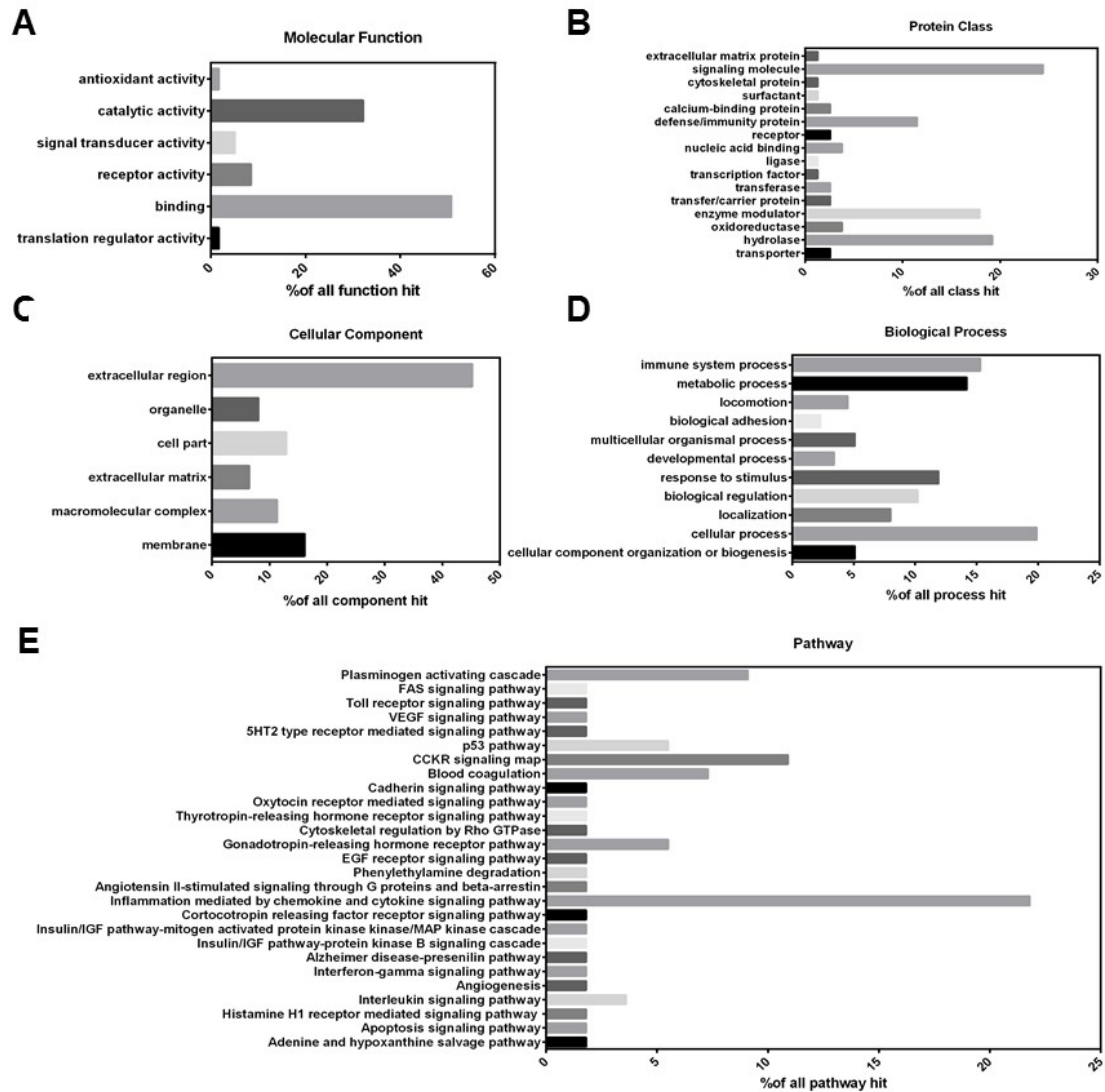 A
Molecular Function
antioxidant activity
catalytic activity
signal transducer activity
receptor activity
binding
translation regulator activity
0
20
40
60
%of all function hit
B
Protein Class
extracellular matrix protein
signaling molecule
cytoskeletal protein
surfactant
calcium-binding protein
defense/immunity protein
receptor
nucleic acid binding
ligase
transcription factor
transferase
transfer/carrier protein
enzyme modulator
oxidoreductase
hydrolase
transporter
0
10
20
30
%of all class hit
C
Cellular Component
extracellular region
organelle
cell part
extracellular matrix
macromolecular complex
membrane
0
10
20
30
40
50
%of all component hit
D
Biological Process
immune system process
metabolic process
locomotion
biological adhesion
multicellular organismal process
developmental process
response to stimulus
biological regulation
localization
cellular process
cellular component organization or biogenesis
0
5
10
15
20
25
%of all process hit
E
Pathway
Plasminogen activating cascade
FAS signaling pathway
Toll receptor signaling pathway
VEGF signaling pathway
5HT2 type receptor mediated signaling pathway
p53 pathway
CCKR signaling map
Blood coagulation
Cadherin signaling pathway
Oxytocin receptor mediated signaling pathway
Thyrotropin-releasing hormone receptor signaling pathway
Cytoskeletal regulation by Rho GTPase
Gonadotropin-releasing hormone receptor pathway
EGF receptor signaling pathway
Phenylethylamine degradation
Angiotensin II-stimulated signaling through G proteins and beta-arrestin
Inflammation mediated by chemokine and cytokine signaling pathway
Cortocotropin releasing factor receptor signaling pathway
Insulin/IGF pathway-mitogen activated protein kinase kinase/MAP kinase cascade
Insulin/IGF pathway-protein kinase B signaling cascade
Alzheimer disease-presenilin pathway
Interferon-gamma signaling pathway
Angiogenesis
Interleukin signaling pathway
Histamine H1 receptor mediated signaling pathway
Apoptosis signaling pathway
Adenine and hypoxanthine salvage pathway
0
5
10
15
20
25
%of all pathway hit